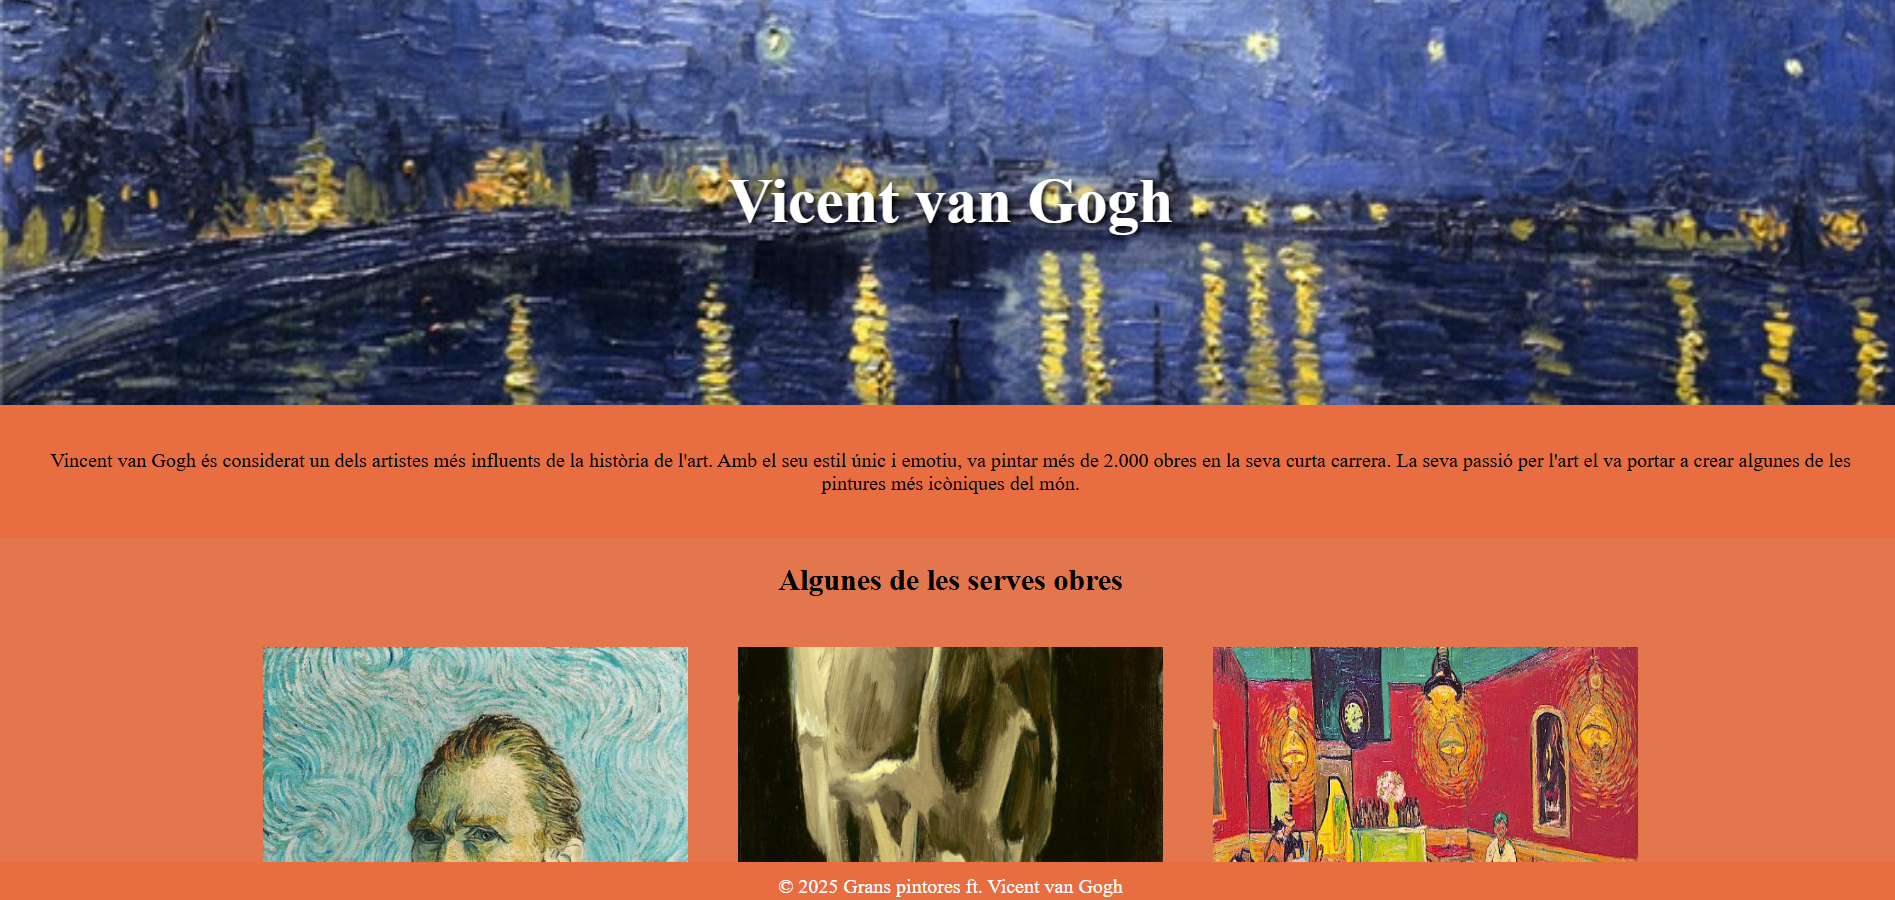 Vicent van Gogh
Vincent van Gogh és considerat un dels artistes més influents de la història de l'art. Amb el seu estil únic i emotiu, va pintar més de 2.000 obres en la seva curta carrera. La seva passió per l'art el va portar a crear algunes de les
pintures més icòniques del món.
Algunes de les serves obres
© 2025 Grans pintores ft. Vicent van Gogh